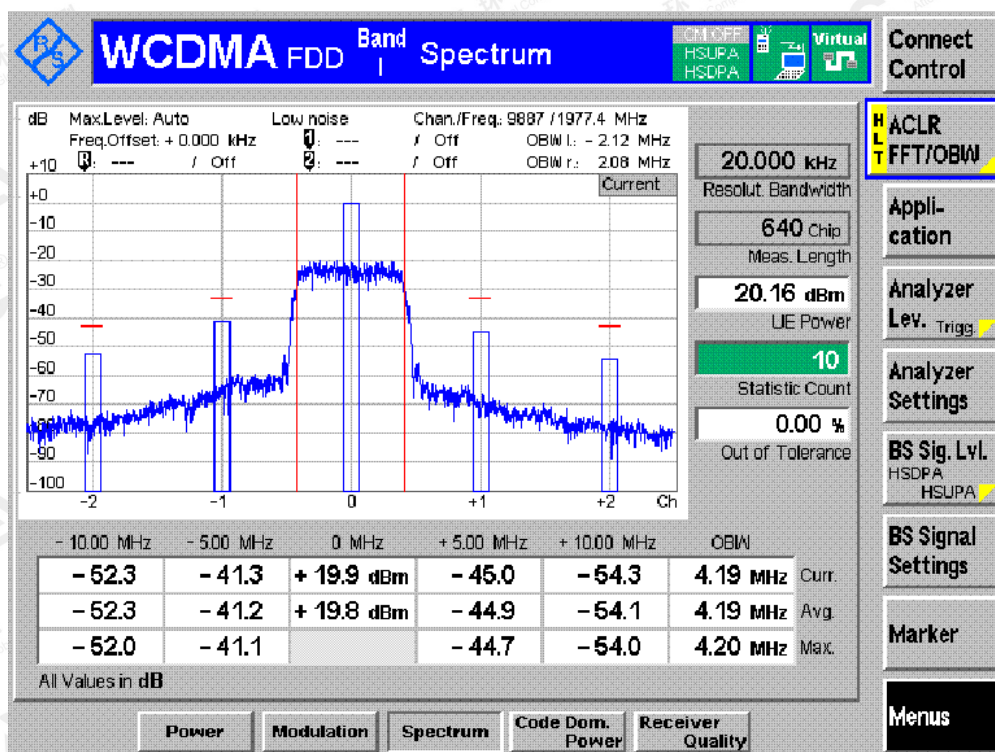 R&S
WCDMA FDD Band I Spectrum
CM OFF
HSUPA
HSDPA
Virtual
Connect
Control
dB Max.Level: Auto Low noise Chan./Freq.: 9887 / 1977.4 MHz
Freq.Offset: + 0.000 kHz 1: --- / Off OBW l.: - 2.12 MHz
R: --- / Off 2: --- / Off OBW r.: 2.08 MHz
Current
+10
+0
-10
-20
-30
-40
-50
-60
-70
-80
-90
-100
-2 -1 0 +1 +2 Ch
20.000 kHz
Resolut. Bandwidth
640 Chip
Meas. Length
20.16 dBm
UE Power
10
Statistic Count
0.00 %
Out of Tolerance
- 10.00 MHz - 5.00 MHz 0 MHz + 5.00 MHz + 10.00 MHz OBW
- 52.3 - 41.3 + 19.9 dBm - 45.0 - 54.3 4.19 MHz Curr.
- 52.3 - 41.2 + 19.8 dBm - 44.9 - 54.1 4.19 MHz Avg.
- 52.0 - 41.1 - 44.7 - 54.0 4.20 MHz Max.
All Values in dB
HLT
ACLR
FFT/OBW
Appli-
cation
Analyzer
Lev. Trigg.
Analyzer
Settings
BS Sig. Lvl.
HSDPA
HSUPA
BS Signal
Settings
Marker
Menus
Power
Modulation
Spectrum
Code Dom.
Power
Receiver
Quality